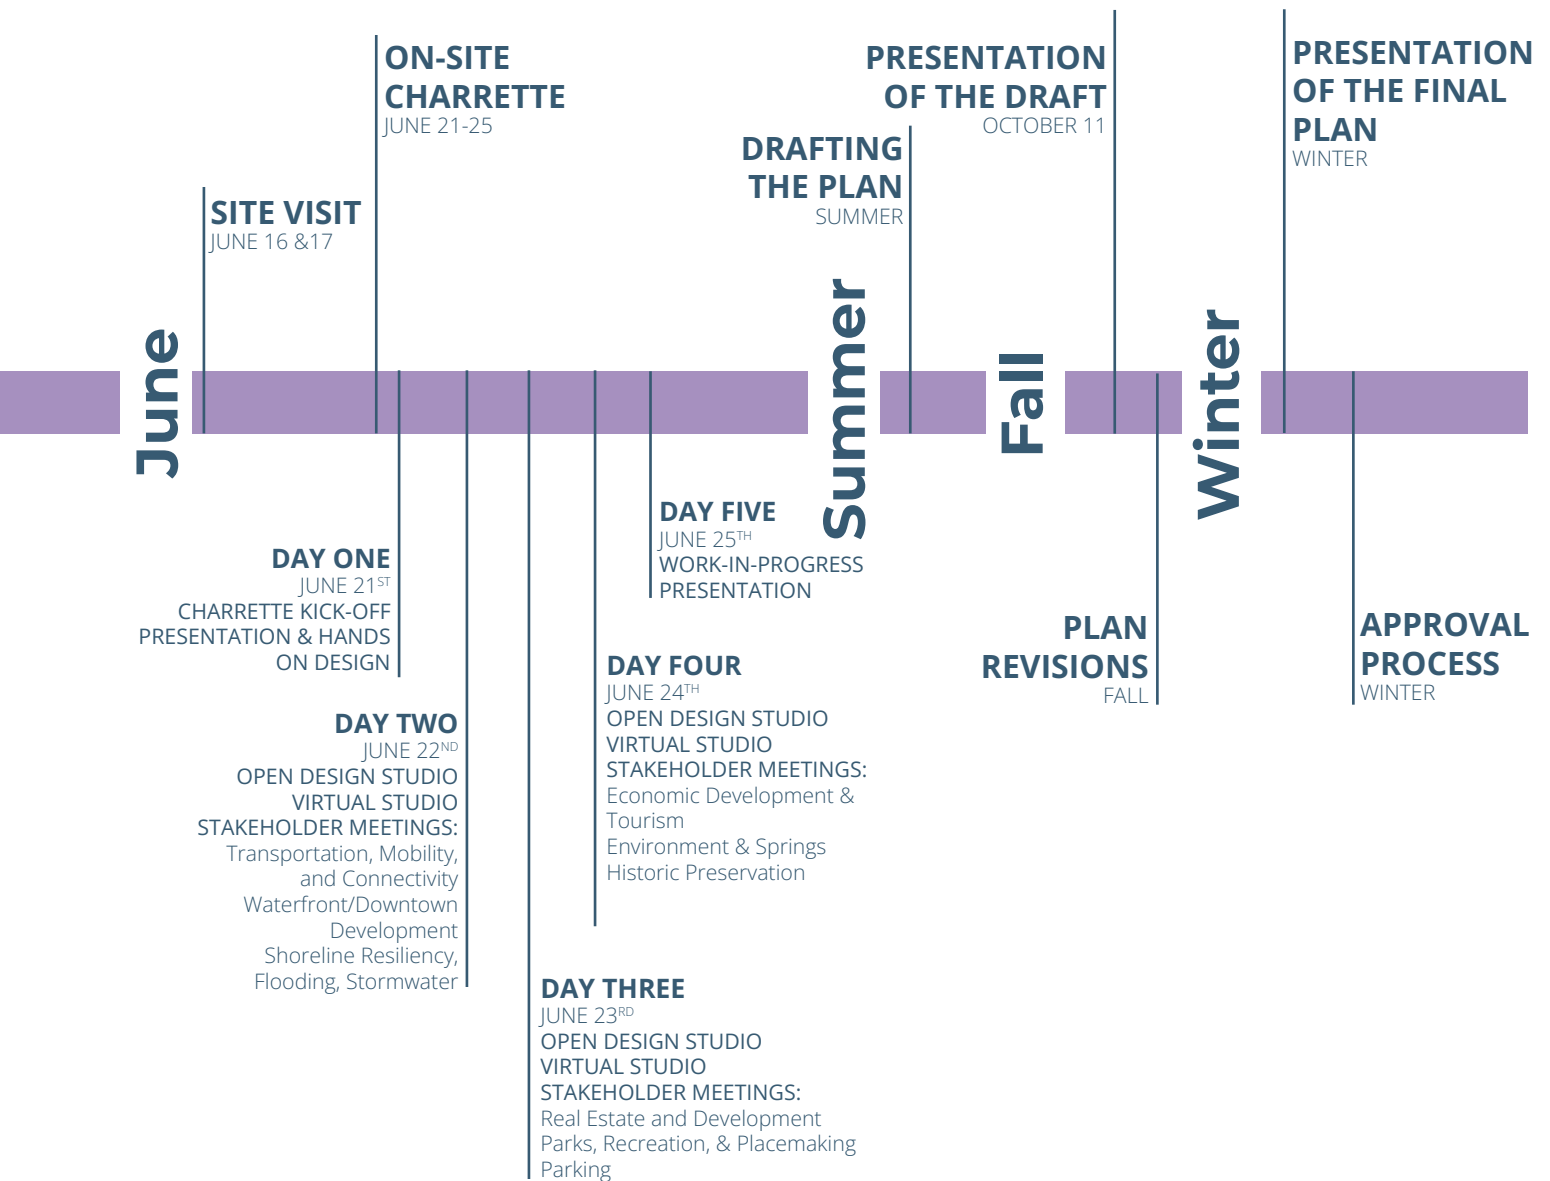 ON-SITE
CHARRETTE
JUNE 21-25
SITE VISIT
JUNE 16 &17
PRESENTATION
OF THE DRAFT
OCTOBER 11
DRAFTING
THE PLAN
SUMMER
PRESENTATION
OF THE FINAL
PLAN
WINTER
June
Summer
Fall
Winter
DAY ONE
JUNE 21ST
CHARRETTE KICK-OFF
PRESENTATION & HANDS
ON DESIGN
DAY TWO
JUNE 22ND
OPEN DESIGN STUDIO
VIRTUAL STUDIO
STAKEHOLDER MEETINGS:
Transportation, Mobility,
and Connectivity
Waterfront/Downtown
Development
Shoreline Resiliency,
Flooding, Stormwater
DAY THREE
JUNE 23RD
OPEN DESIGN STUDIO
VIRTUAL STUDIO
STAKEHOLDER MEETINGS:
Real Estate and Development
Parks, Recreation, & Placemaking
Parking
DAY FOUR
JUNE 24TH
OPEN DESIGN STUDIO
VIRTUAL STUDIO
STAKEHOLDER MEETINGS:
Economic Development &
Tourism
Environment & Springs
Historic Preservation
DAY FIVE
JUNE 25TH
WORK-IN-PROGRESS
PRESENTATION
PLAN
REVISIONS
FALL
APPROVAL
PROCESS
WINTER